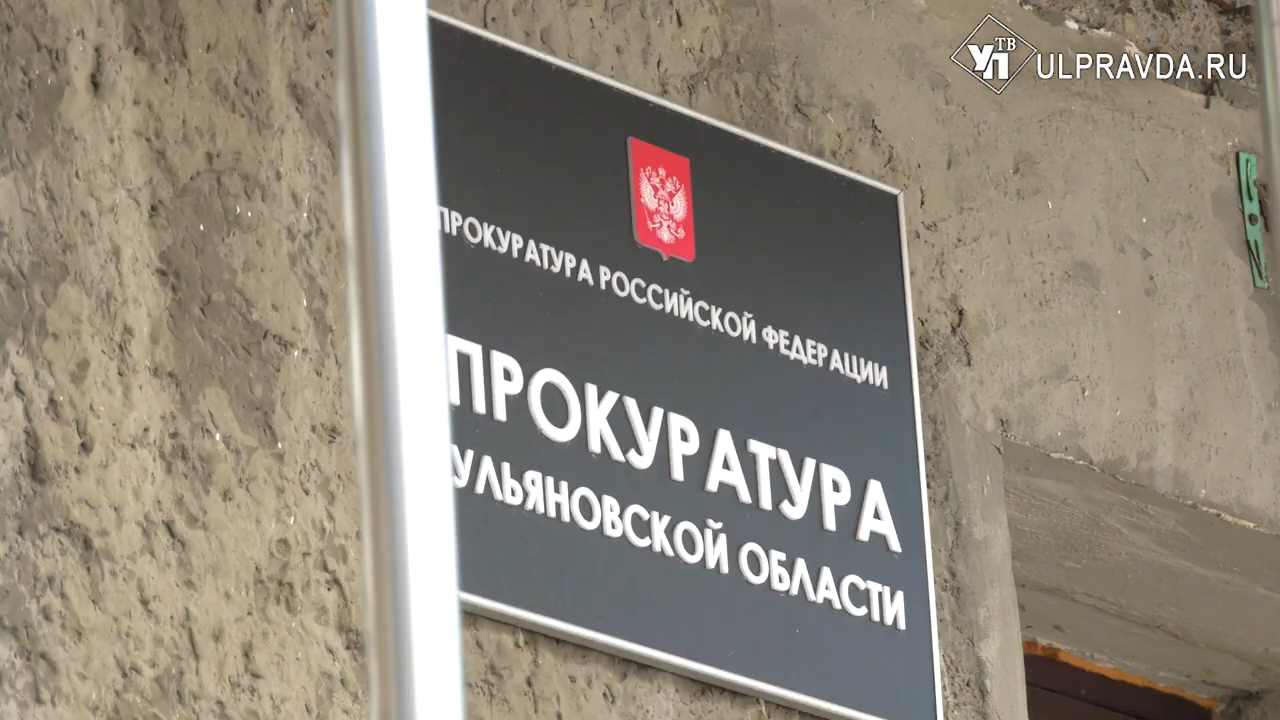 УП ТВ
ULPRAVDA.RU
ПРОКУРАТУРА РОССИЙСКОЙ ФЕДЕРАЦИИ
ПРОКУРАТУРА
УЛЬЯНОВСКОЙ ОБЛАСТИ